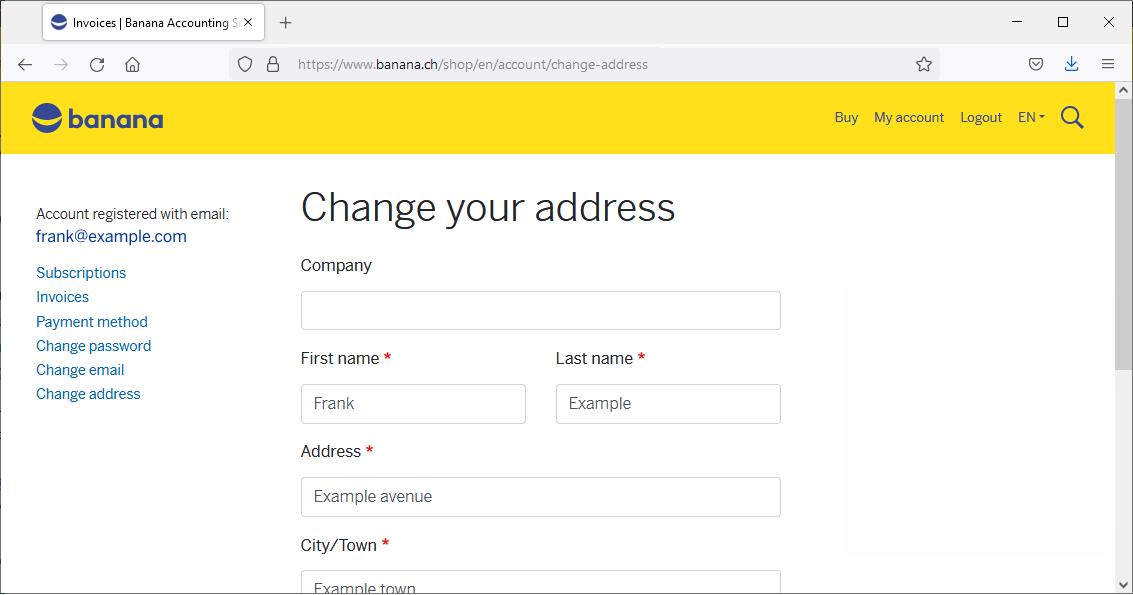 Invoices | Banana Accounting So
https://www.banana.ch/shop/en/account/change-address
banana
Buy My account Logout EN
Account registered with email:
frank@example.com
Subscriptions
Invoices
Payment method
Change password
Change email
Change address
Change your address
Company
First name * Last name *
Frank Example
Address *
Example avenue
City/Town *
Example town